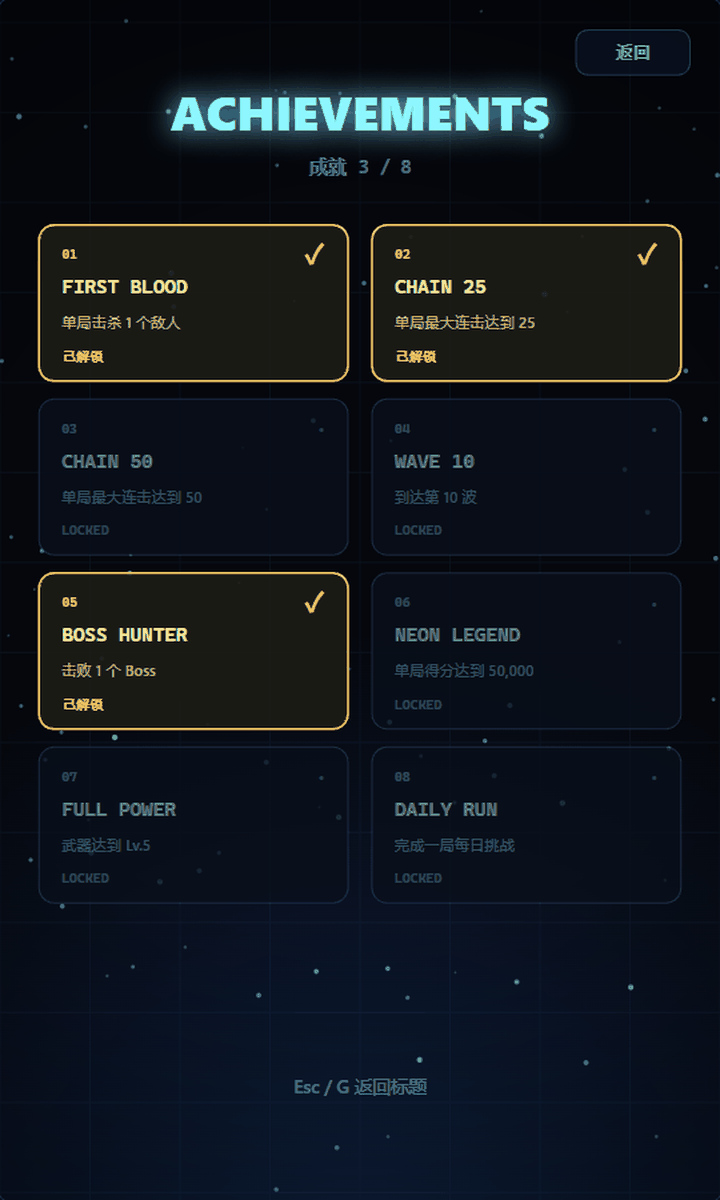 返回
ACHIEVEMENTS
成就 3 / 8
01
FIRST BLOOD
单局击杀 1 个敌人
已解锁
02
CHAIN 25
单局最大连击达到 25
已解锁
03
CHAIN 50
单局最大连击达到 50
LOCKED
04
WAVE 10
到达第 10 波
LOCKED
05
BOSS HUNTER
击败 1 个 Boss
已解锁
06
NEON LEGEND
单局得分达到 50,000
LOCKED
07
FULL POWER
武器达到 Lv.5
LOCKED
08
DAILY RUN
完成一局每日挑战
LOCKED
Esc / G 返回标题